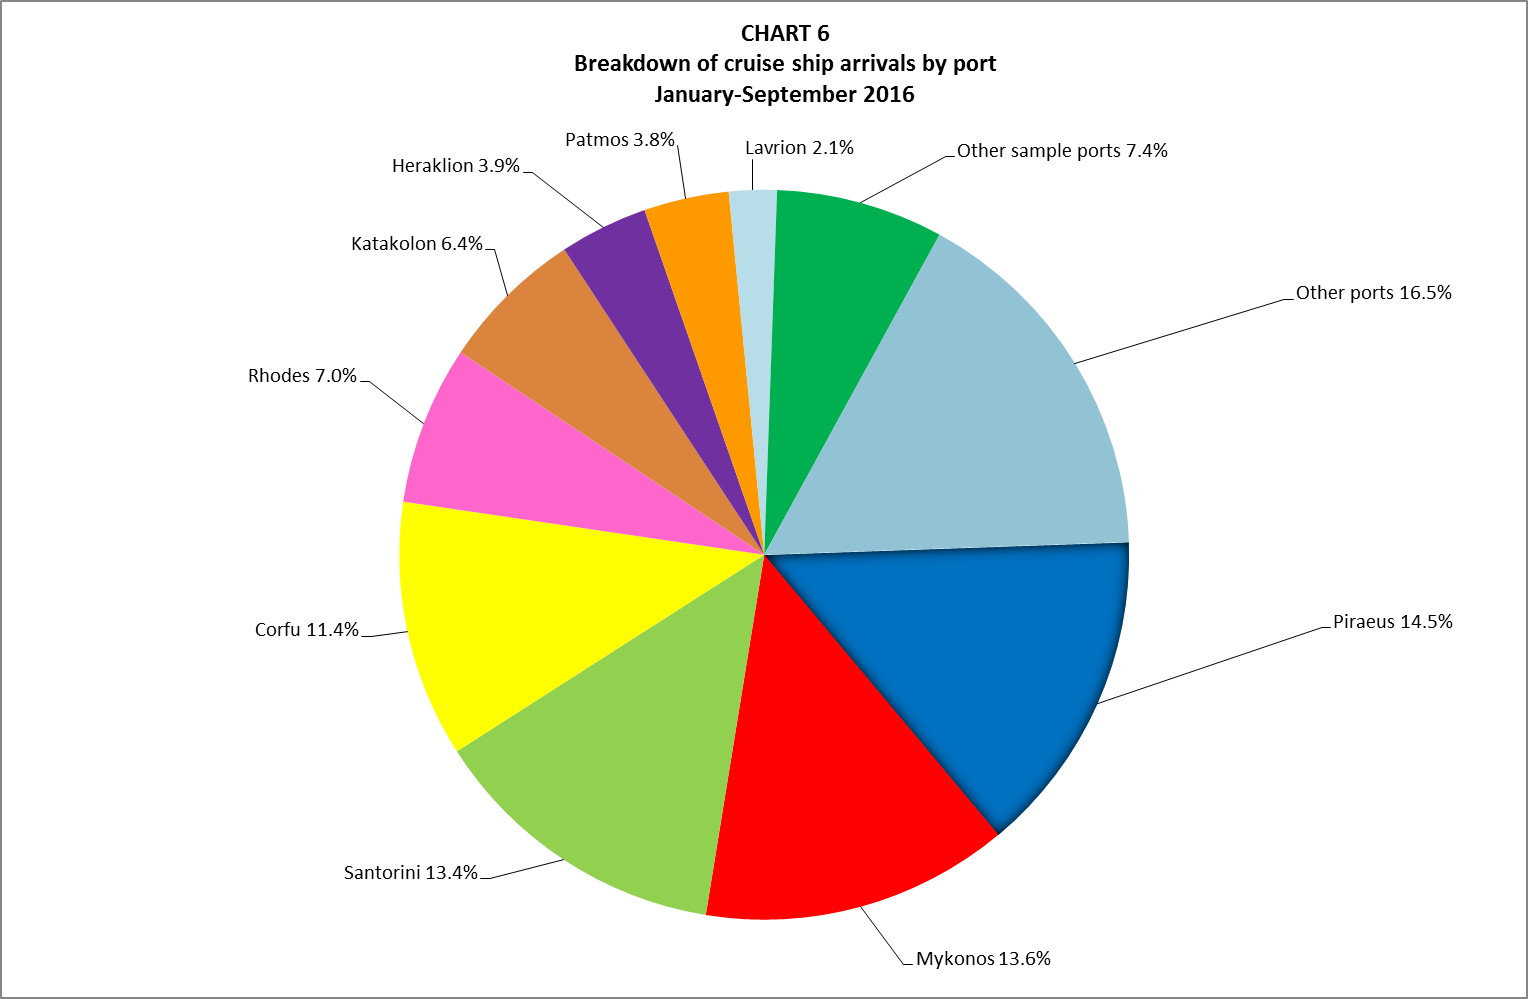 CHART 6
Breakdown of cruise ship arrivals by port
January-September 2016
Patmos 3.8%
Lavrion 2.1%
Other sample ports 7.4%
Heraklion 3.9%
Katakolon 6.4%
Other ports 16.5%
Rhodes 7.0%
Piraeus 14.5%
Corfu 11.4%
Santorini 13.4%
Mykonos 13.6%